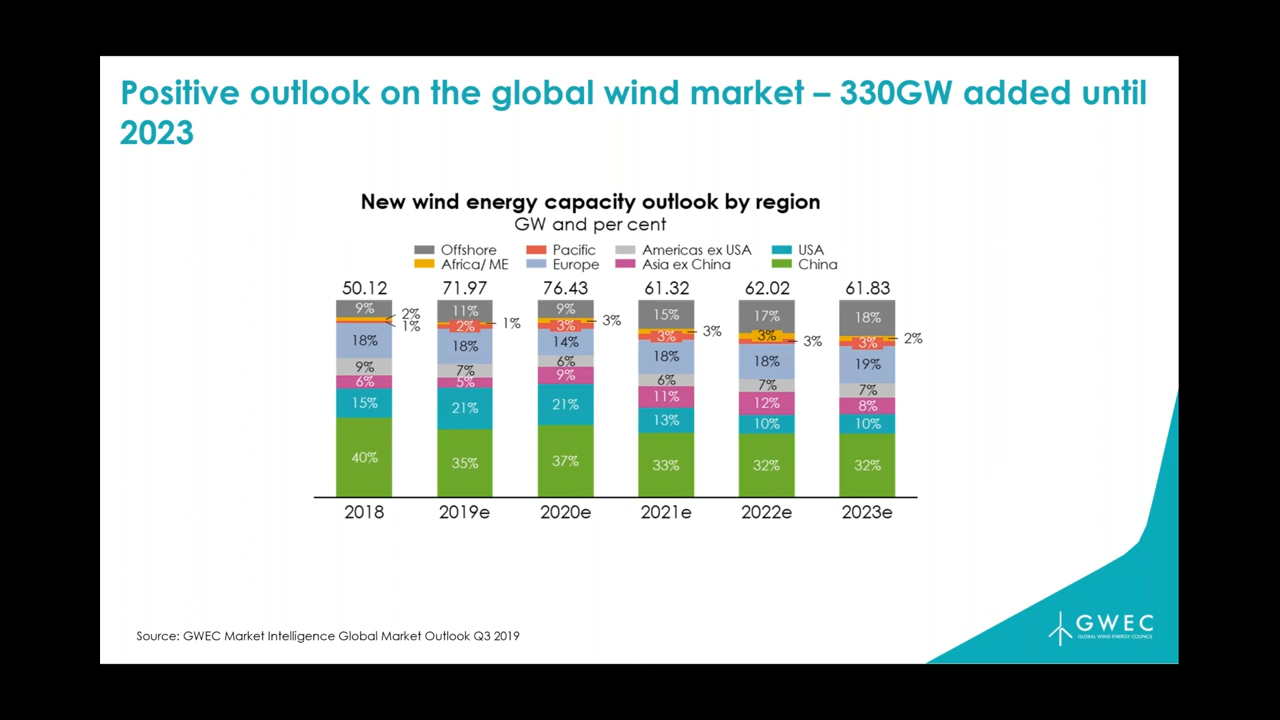 Positive outlook on the global wind market – 330GW added until
2023
New wind energy capacity outlook by region
GW and per cent
Offshore Pacific Americas ex USA USA
Africa/ ME Europe Asia ex China China
50.12 71.97 76.43 61.32 62.02 61.83
9% 11% 9% 15% 17% 18%
2% 1% 3% 3% 3% 2%
1% 2% 3% 3% 3% 3%
18% 18% 14% 18% 18% 19%
9% 7% 6% 6% 7% 7%
6% 5% 9% 11% 12% 8%
15% 21% 21% 13% 10% 10%
40% 35% 37% 33% 32% 32%
2018 2019e 2020e 2021e 2022e 2023e
Source: GWEC Market Intelligence Global Market Outlook Q3 2019
GWEC
GLOBAL WIND ENERGY COUNCIL